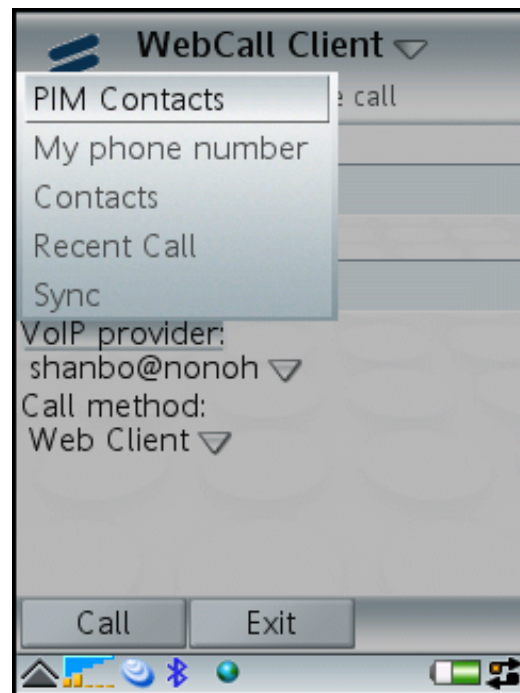 WebCall Client
PIM Contacts
e call
My phone number
Contacts
Recent Call
Sync
VoIP provider:
shanbo@nonoh
Call method:
Web Client
Call Exit